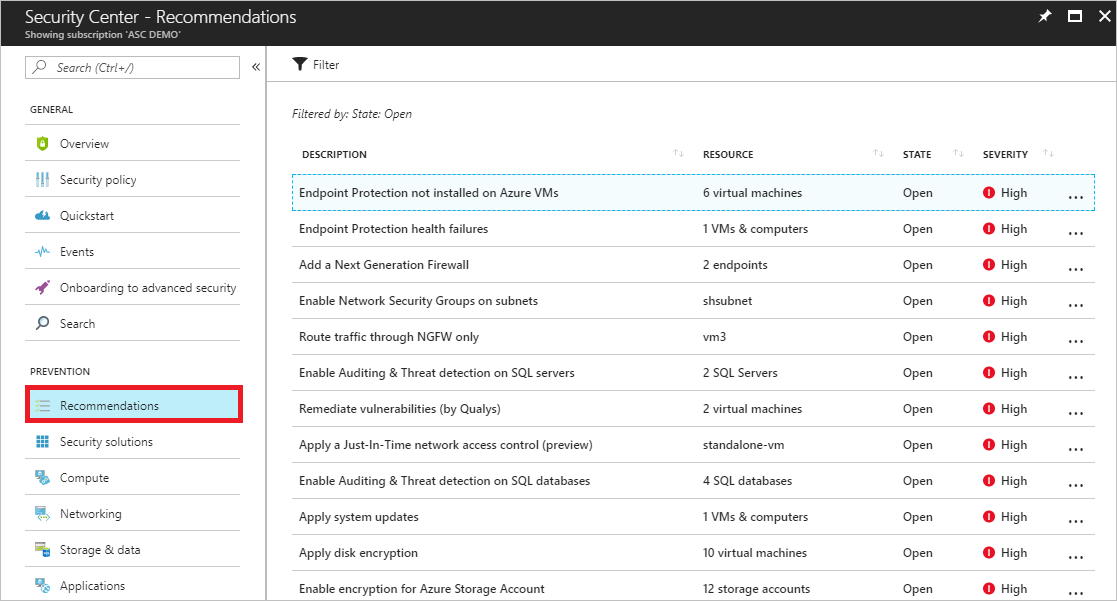 Security Center - Recommendations
Showing subscription 'ASC DEMO'
Search (Ctrl+/)
«
GENERAL
Overview
Security policy
Quickstart
Events
Onboarding to advanced security
Search
PREVENTION
Recommendations
Security solutions
Compute
Networking
Storage & data
Applications
Filter
Filtered by: State: Open
DESCRIPTION RESOURCE STATE SEVERITY
Endpoint Protection not installed on Azure VMs 6 virtual machines Open High ...
Endpoint Protection health failures 1 VMs & computers Open High ...
Add a Next Generation Firewall 2 endpoints Open High ...
Enable Network Security Groups on subnets shsubnet Open High ...
Route traffic through NGFW only vm3 Open High ...
Enable Auditing & Threat detection on SQL servers 2 SQL Servers Open High ...
Remediate vulnerabilities (by Qualys) 2 virtual machines Open High ...
Apply a Just-In-Time network access control (preview) standalone-vm Open High ...
Enable Auditing & Threat detection on SQL databases 4 SQL databases Open High ...
Apply system updates 1 VMs & computers Open High ...
Apply disk encryption 10 virtual machines Open High ...
Enable encryption for Azure Storage Account 12 storage accounts Open High ...